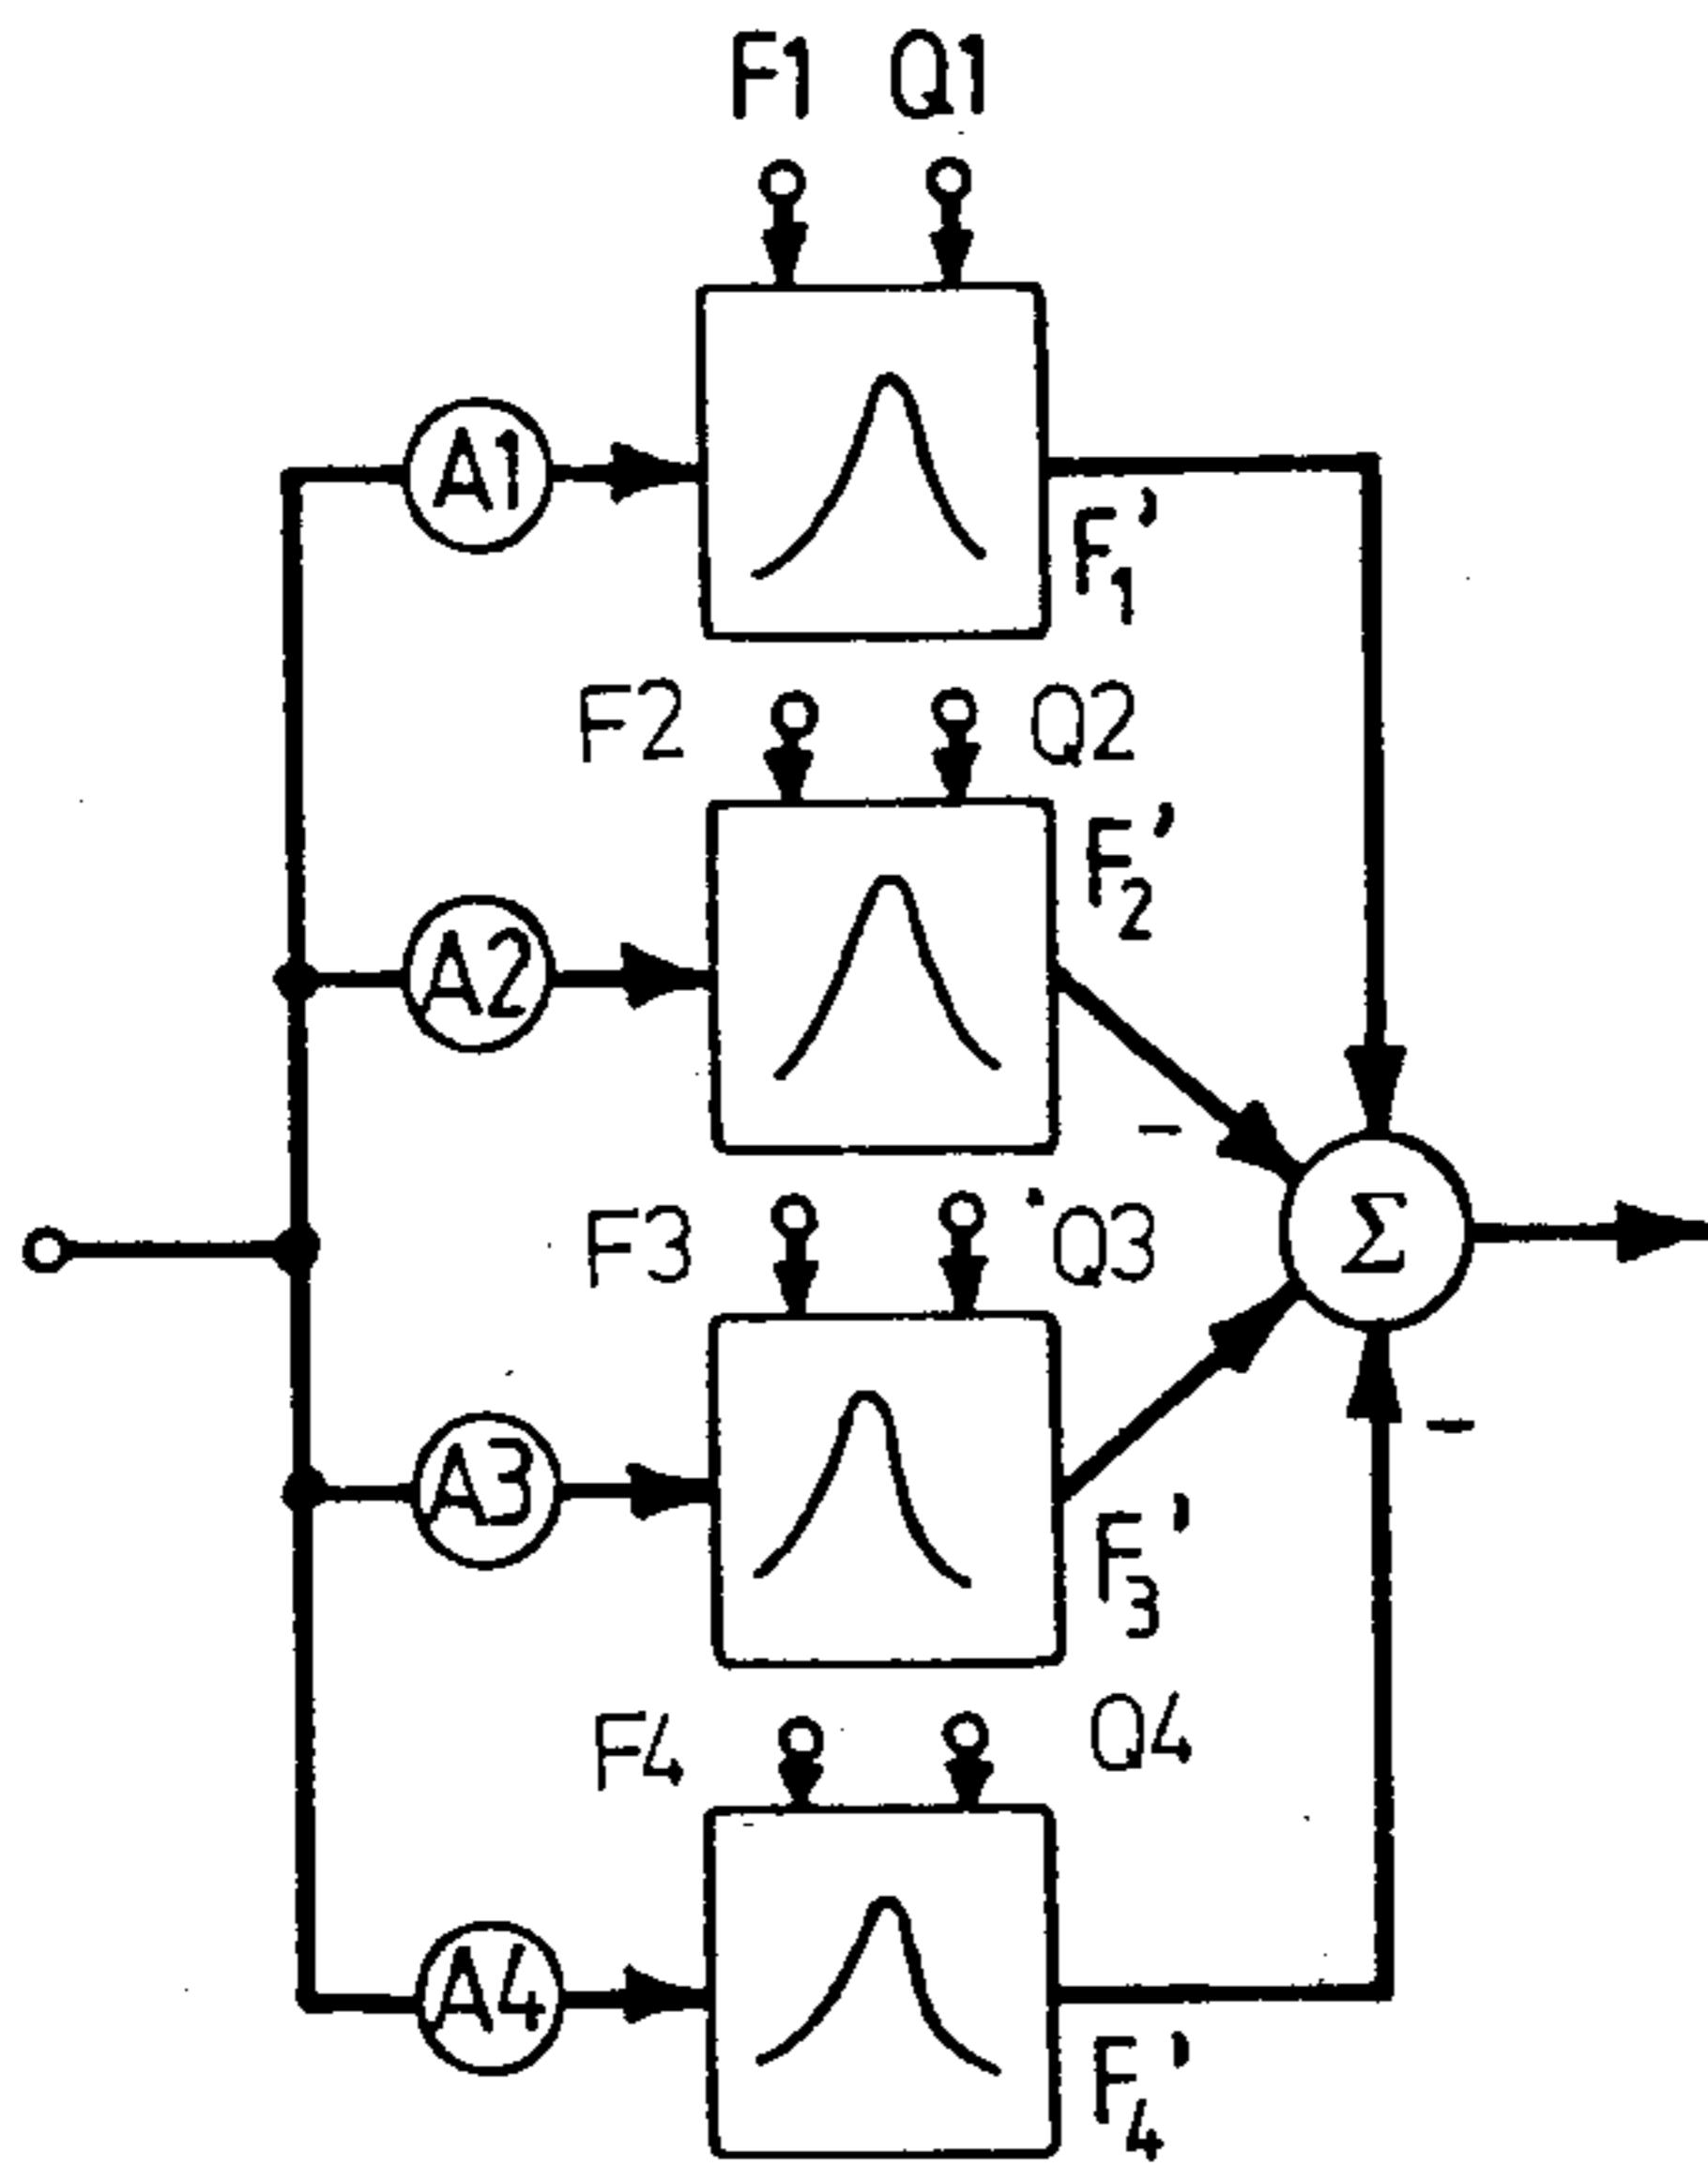 F1 Q1
A1
F1'
F2 Q2
F2'
A2
-
F3 Q3
Σ
A3
-
F3'
F4 Q4
A4
F4'